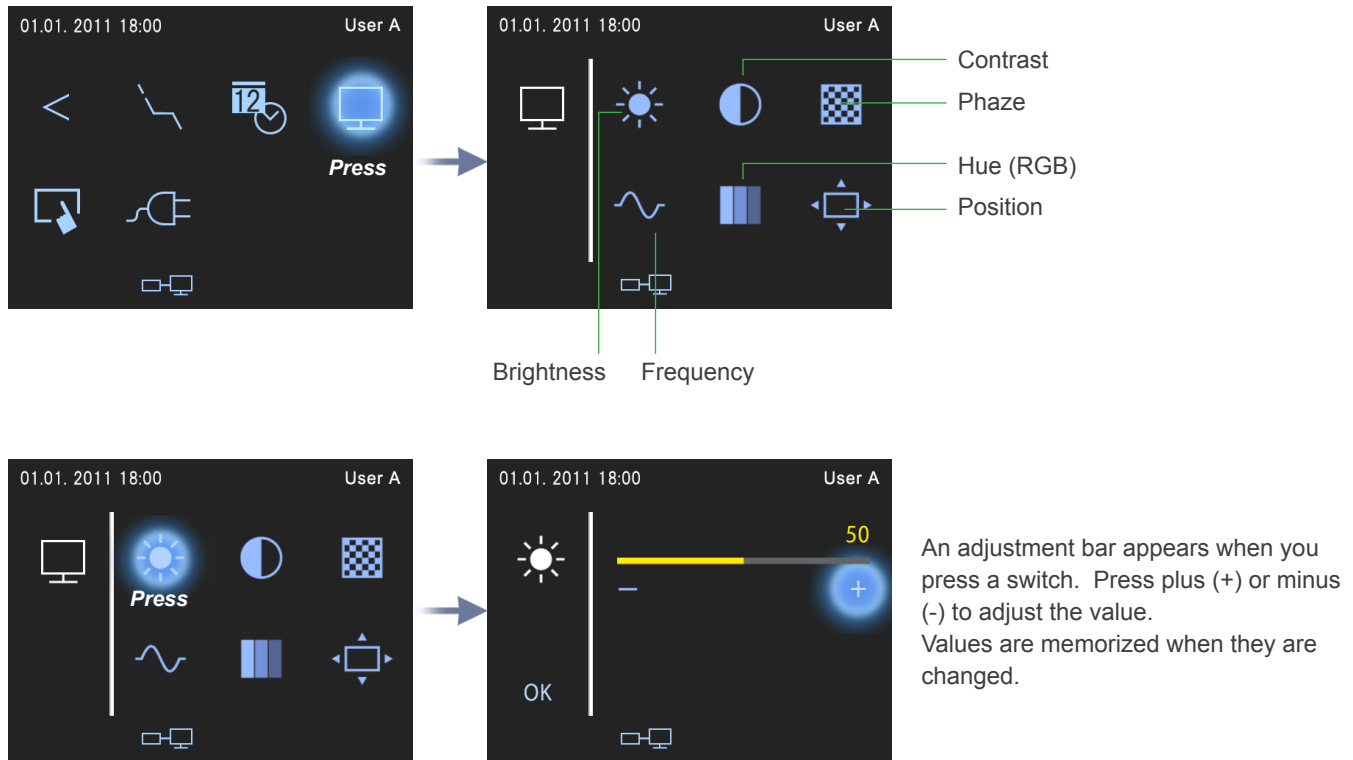 01.01. 2011 18:00 User A
12
Press
01.01. 2011 18:00 User A
Contrast
Phaze
Hue (RGB)
Position
Brightness Frequency
01.01. 2011 18:00 User A
Press
01.01. 2011 18:00 User A
50
− +
OK
An adjustment bar appears when you
press a switch.  Press plus (+) or minus
(-) to adjust the value.
Values are memorized when they are
changed.